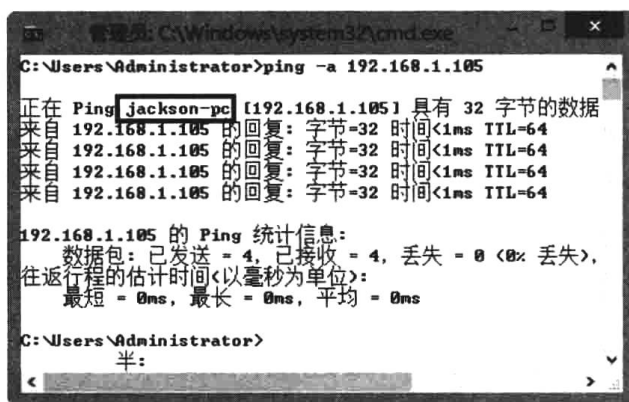 管理员: C:\Windows\system32\cmd.exe
C:\Users\Administrator>ping -a 192.168.1.105
正在 Ping jackson-pc [192.168.1.105] 具有 32 字节的数据
来自 192.168.1.105 的回复: 字节=32 时间<1ms TTL=64
来自 192.168.1.105 的回复: 字节=32 时间<1ms TTL=64
来自 192.168.1.105 的回复: 字节=32 时间<1ms TTL=64
来自 192.168.1.105 的回复: 字节=32 时间<1ms TTL=64
192.168.1.105 的 Ping 统计信息:
数据包: 已发送 = 4, 已接收 = 4, 丢失 = 0 (0% 丢失),
往返行程的估计时间(以毫秒为单位):
最短 = 0ms, 最长 = 0ms, 平均 = 0ms
C:\Users\Administrator>
半: